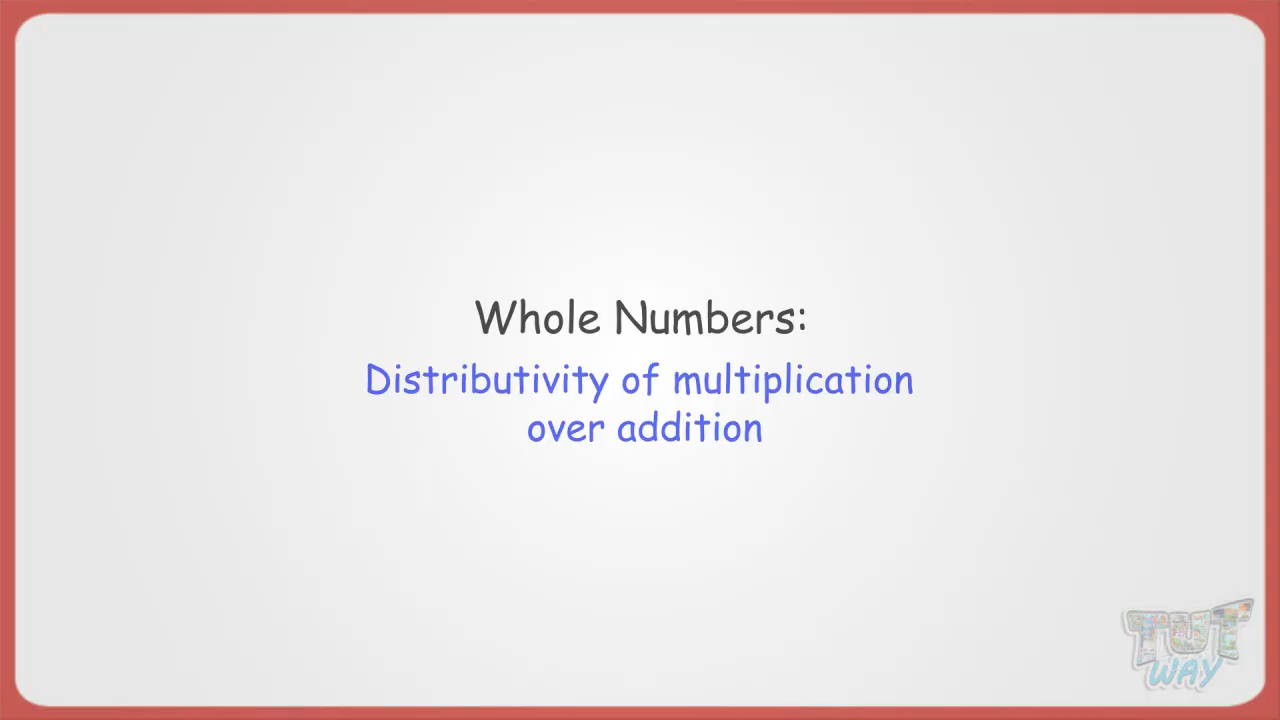 Whole Numbers:
Distributivity of multiplication
over addition
TUT
WAY